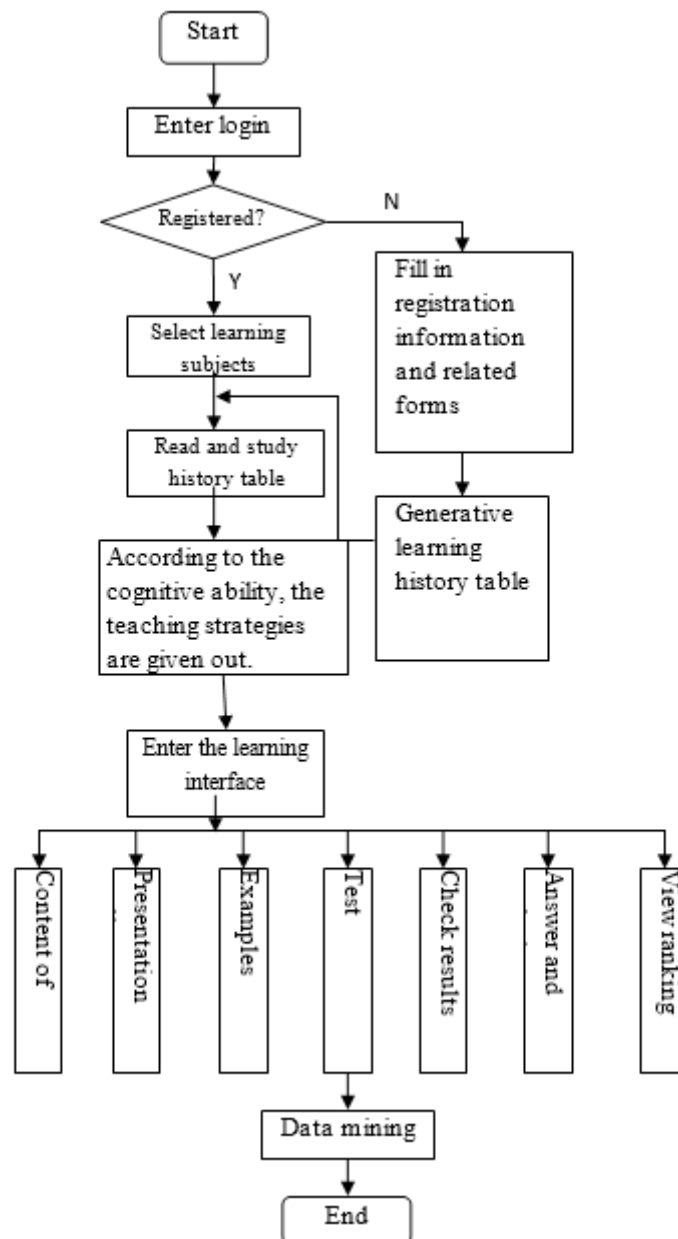 Start
Enter login
Registered?
N
Y
Fill in
registration
information
and related
forms
Select learning
subjects
Read and study
history table
Generative
learning
history table
According to the
cognitive ability, the
teaching strategies
are given out.
Enter the learning
interface
Content of
Presentation
Examples
Test
Check results
Answer and
View ranking
Data mining
End